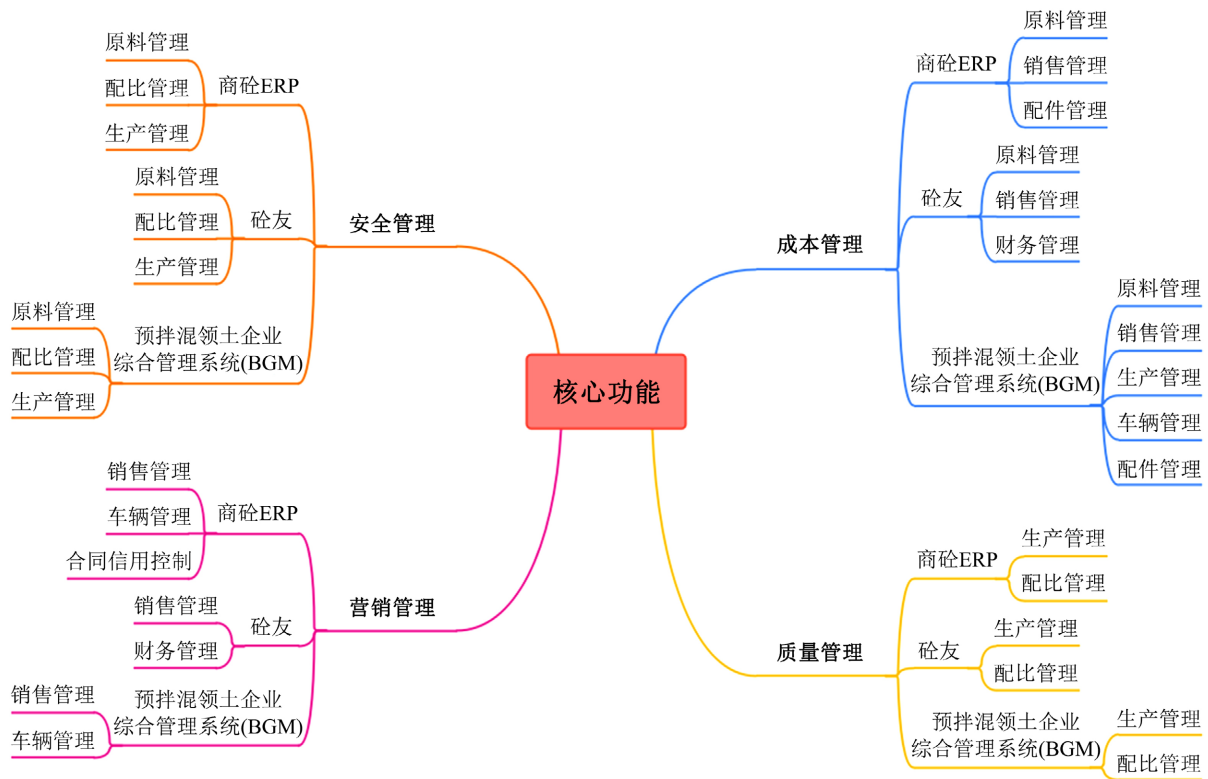 核心功能
安全管理
商砼ERP
原料管理
配比管理
生产管理
砼友
原料管理
配比管理
生产管理
预拌混领土企业
综合管理系统(BGM)
原料管理
配比管理
生产管理
营销管理
商砼ERP
销售管理
车辆管理
合同信用控制
砼友
销售管理
财务管理
预拌混领土企业
综合管理系统(BGM)
销售管理
车辆管理
成本管理
商砼ERP
原料管理
销售管理
配件管理
砼友
原料管理
销售管理
财务管理
预拌混领土企业
综合管理系统(BGM)
原料管理
销售管理
生产管理
车辆管理
配件管理
质量管理
商砼ERP
生产管理
配比管理
砼友
生产管理
配比管理
预拌混领土企业
综合管理系统(BGM)
生产管理
配比管理